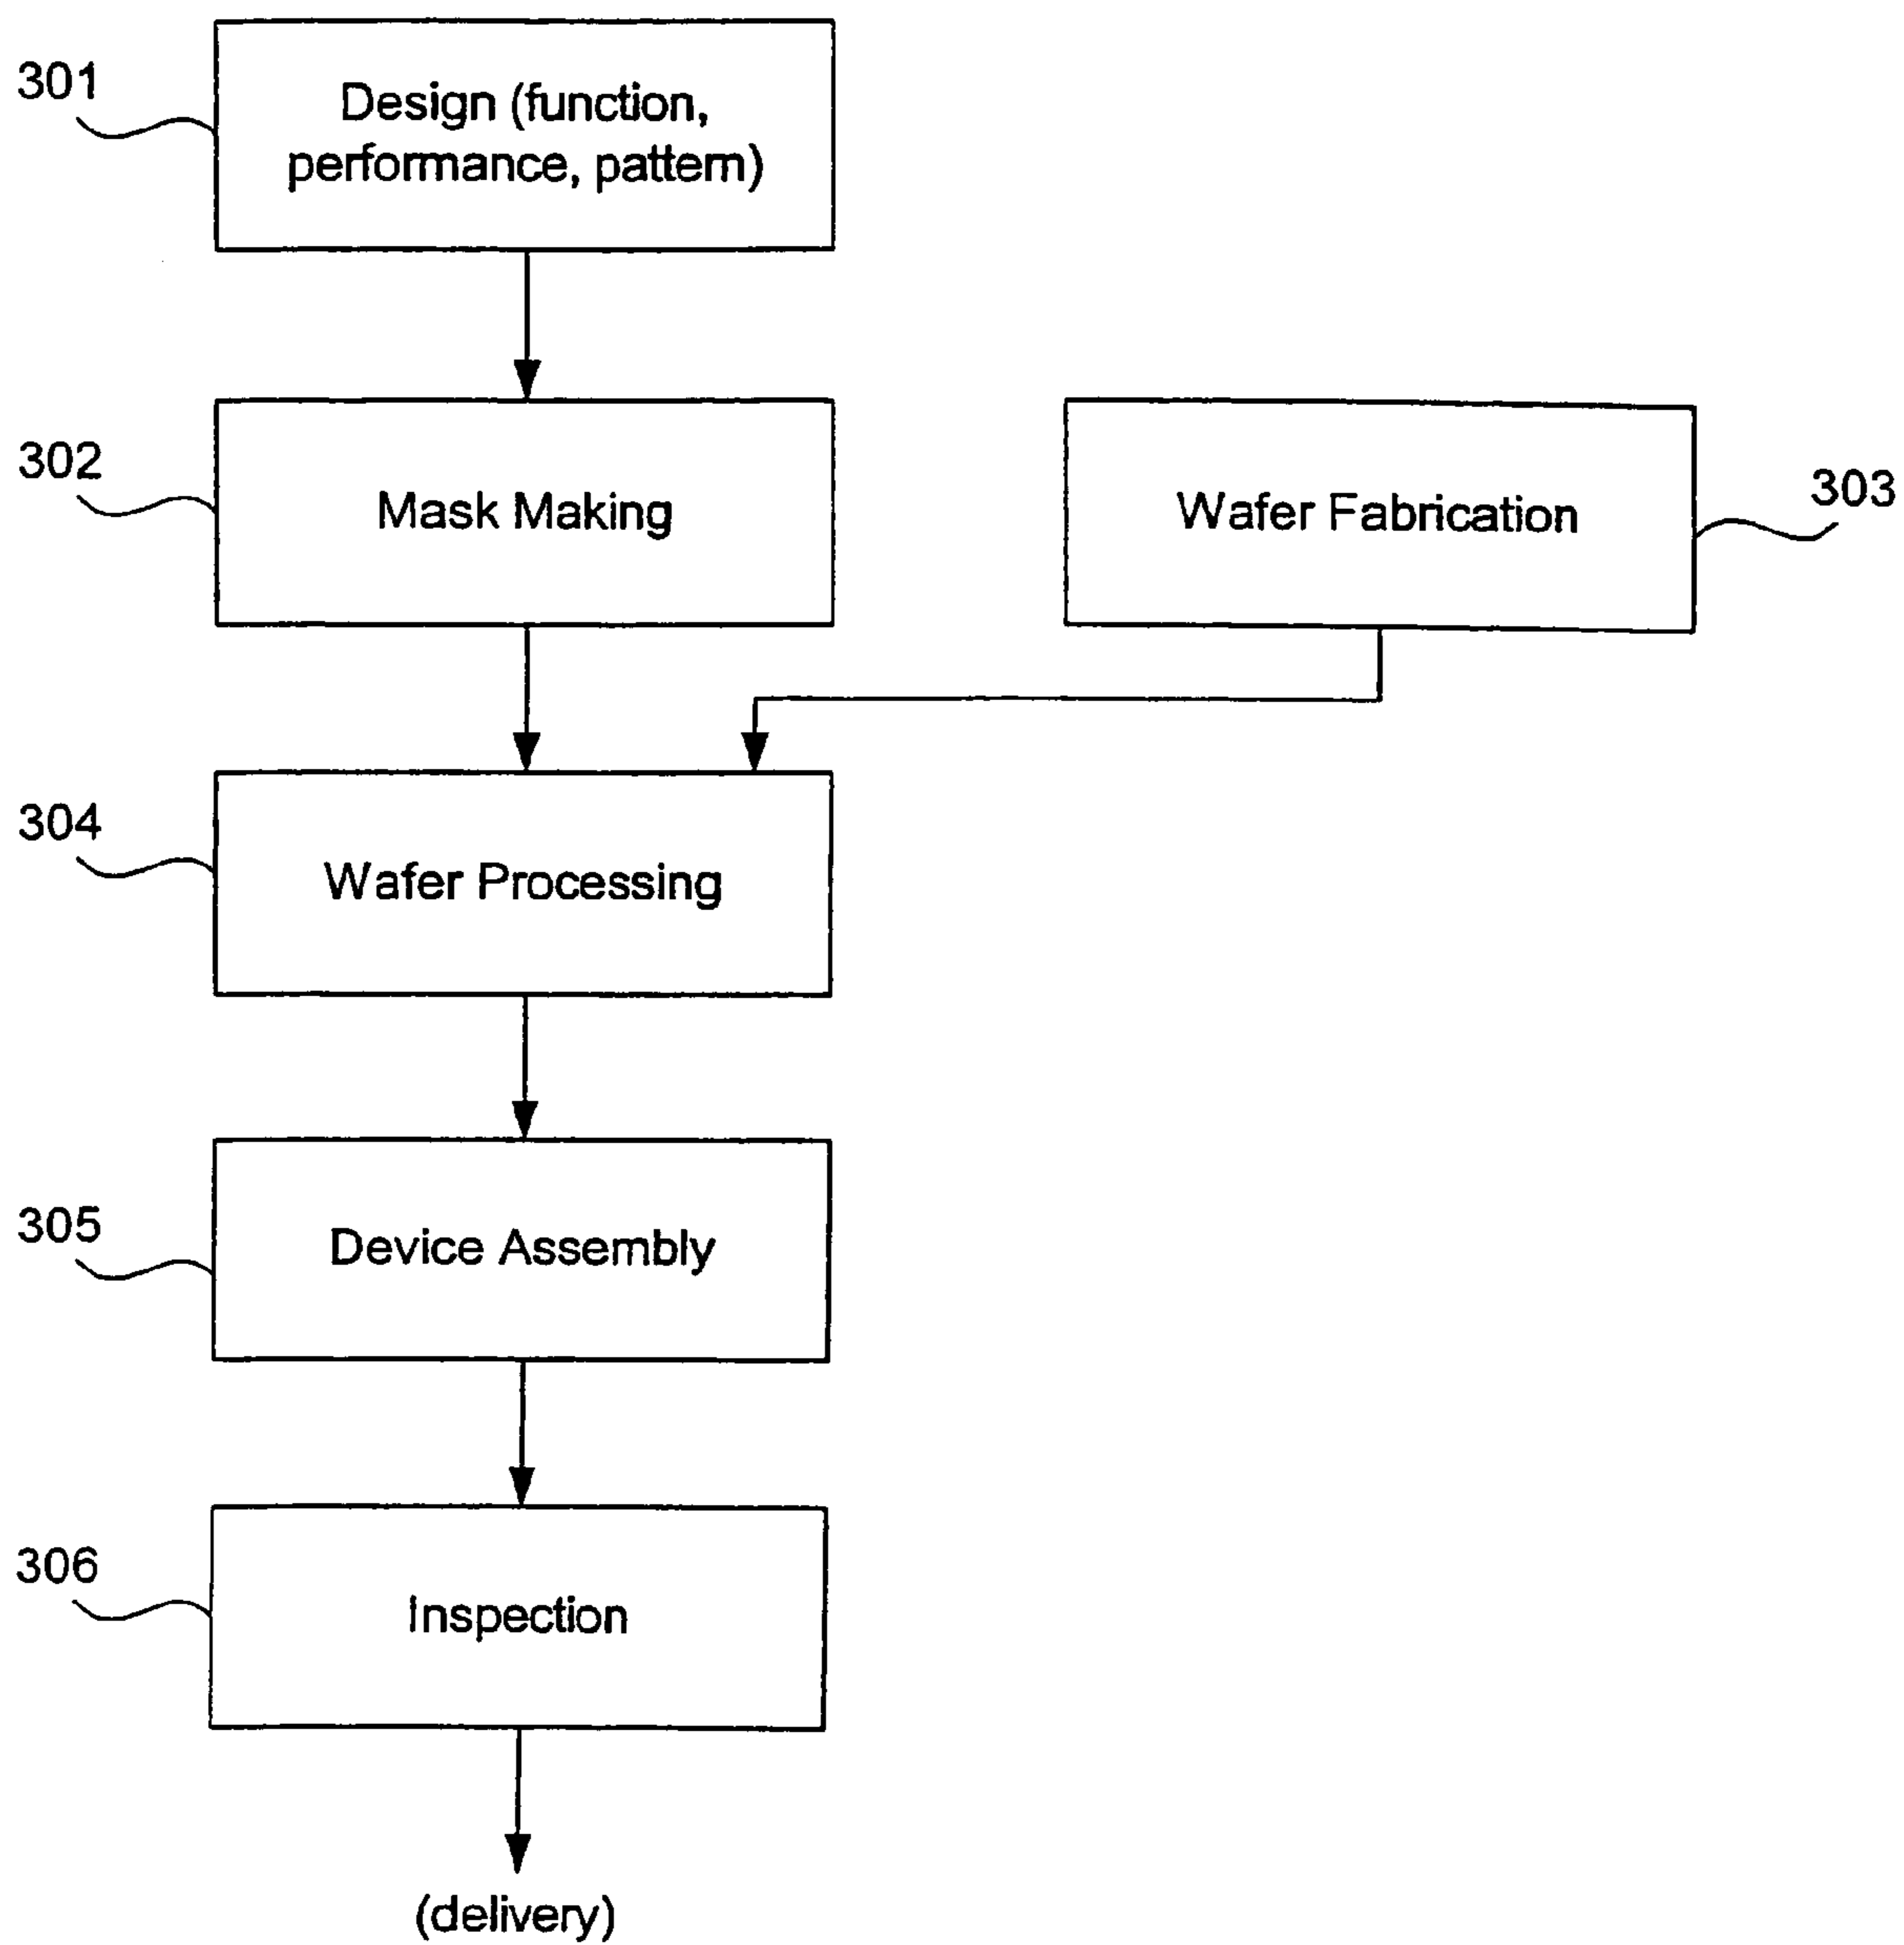 301
Design (function,
performance, pattern)
302
Mask Making
Wafer Fabrication
303
304
Wafer Processing
305
Device Assembly
306
Inspection
(delivery)